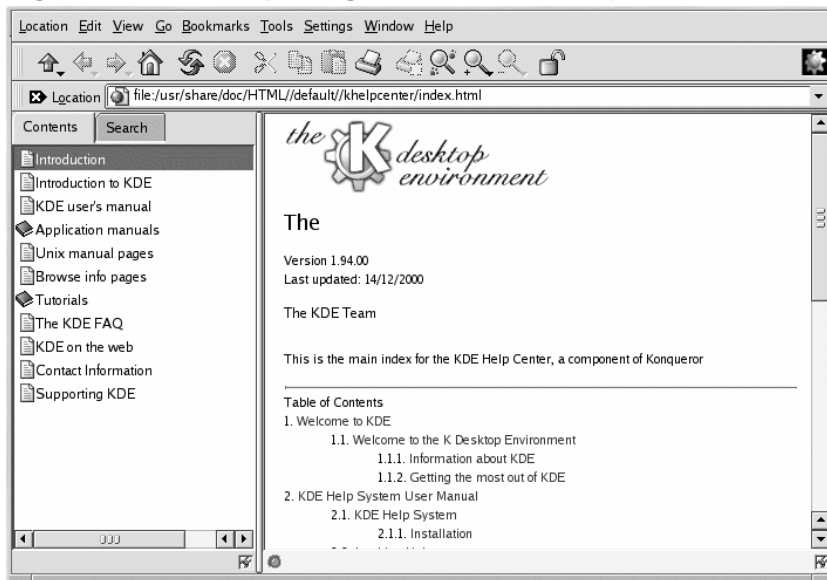 Location Edit View Go Bookmarks Tools Settings Window Help
Location file:/usr/share/doc/HTML//default//khelpcenter/index.html
Contents Search
Introduction
Introduction to KDE
KDE user's manual
Application manuals
Unix manual pages
Browse info pages
Tutorials
The KDE FAQ
KDE on the web
Contact Information
Supporting KDE
the K desktop
environment
The
Version 1.94.00
Last updated: 14/12/2000
The KDE Team
This is the main index for the KDE Help Center, a component of Konqueror
Table of Contents
1. Welcome to KDE
1.1. Welcome to the K Desktop Environment
1.1.1. Information about KDE
1.1.2. Getting the most out of KDE
2. KDE Help System User Manual
2.1. KDE Help System
2.1.1. Installation